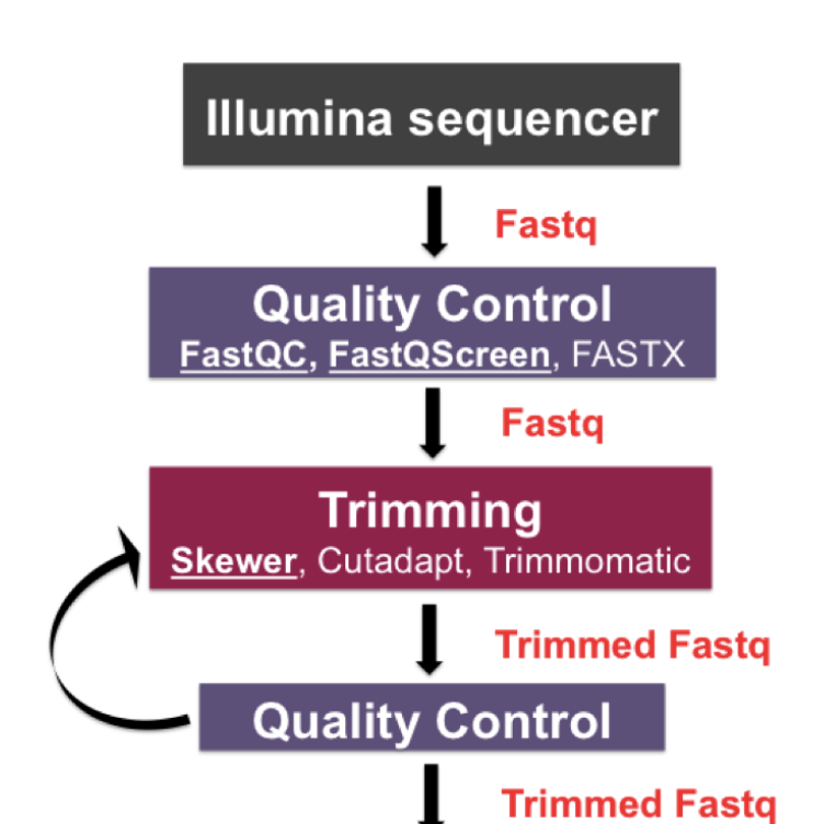 Illumina sequencer
Fastq
Quality Control
FastQC, FastQScreen, FASTX
Fastq
Trimming
Skewer, Cutadapt, Trimmomatic
Trimmed Fastq
Quality Control
Trimmed Fastq